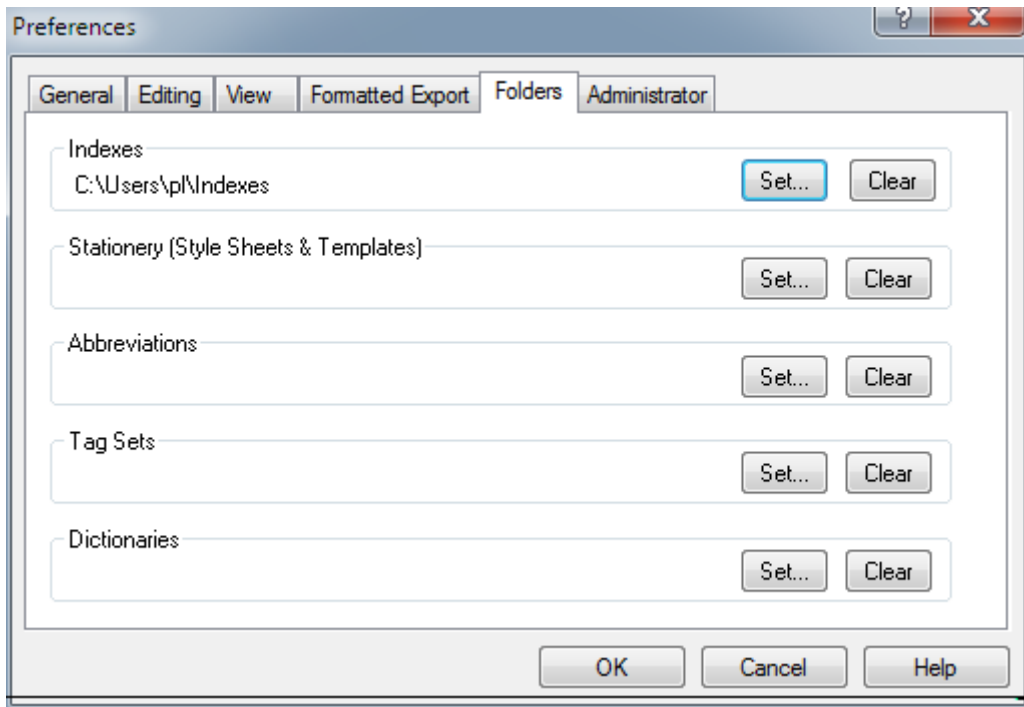 Preferences
General Editing View Formatted Export Folders Administrator
Indexes
C:\Users\pl\Indexes Set... Clear
Stationery (Style Sheets & Templates)
Set... Clear
Abbreviations
Set... Clear
Tag Sets
Set... Clear
Dictionaries
Set... Clear
OK Cancel Help